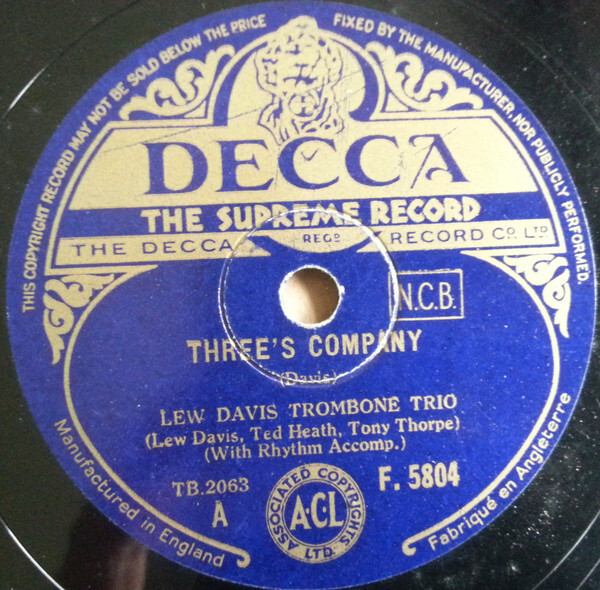 THIS COPYRIGHT RECORD MAY NOT BE SOLD BELOW THE PRICE FIXED BY THE MANUFACTURER, NOR PUBLICLY PERFORMED.
DECCA
THE SUPREME RECORD
THE DECCA REGD RECORD CO LTD
N.C.B.
THREE'S COMPANY
(Davis)
LEW DAVIS TROMBONE TRIO
(Lew Davis, Ted Heath, Tony Thorpe)
(With Rhythm Accomp.)
TB.2063
F. 5804
A
ASSOCIATED COPYRIGHTS LTD.
A.C.L
Manufactured in England
Fabriqué en Angleterre